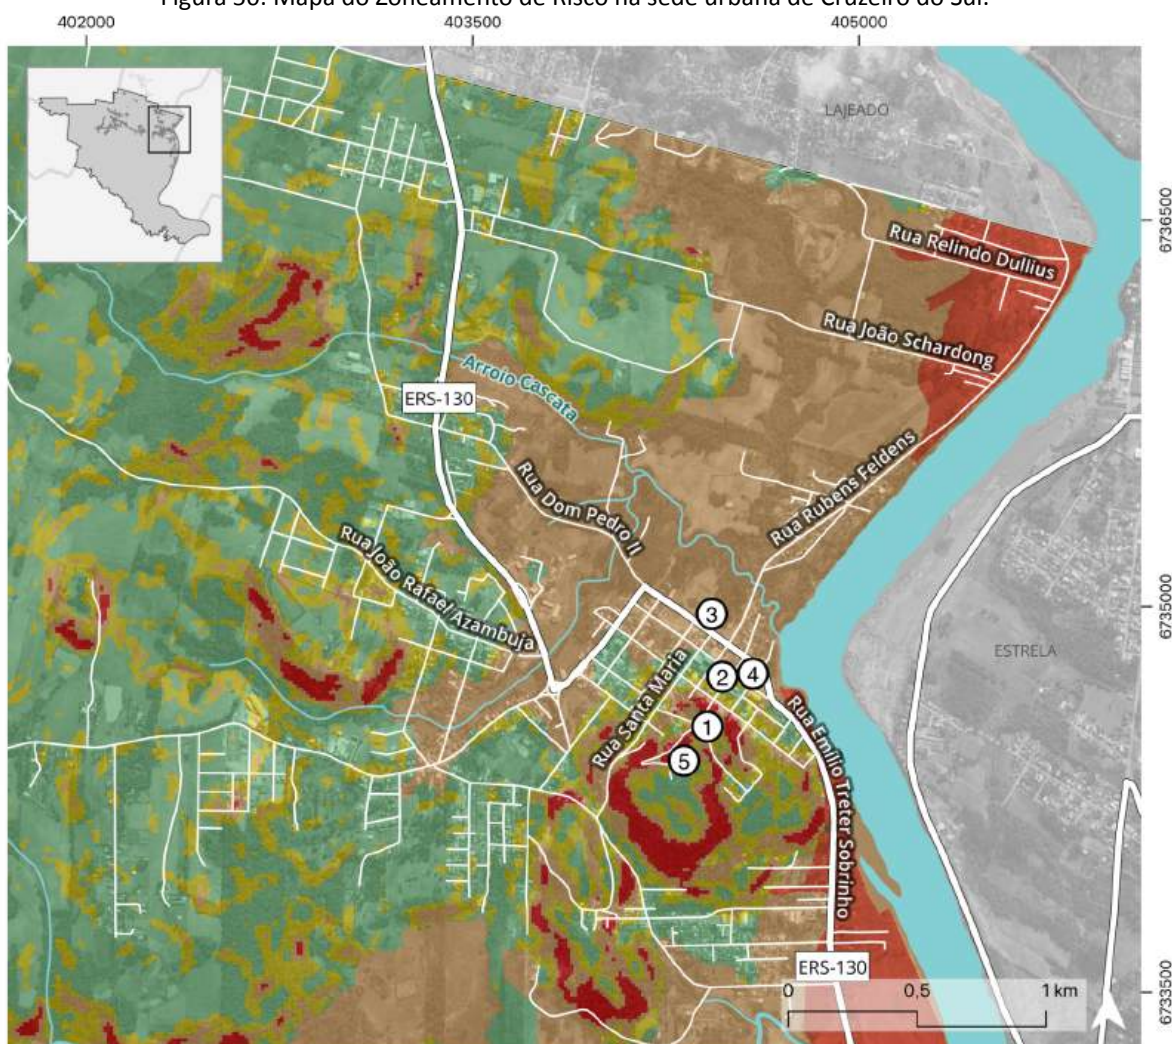 Figura 36: Mapa do Zoneamento de Risco na sede urbana de Cruzeiro do Sul.
402000
403500
405000
LAJEADO
6736500
Rua Relindo Dullius
Rua João Schardong
Arroio Cascata
ERS-130
Rua Rubens Feldens
Rua Dom Pedro II
Rua João Rafael Azambuja
6735000
3
ESTRELA
2
4
Rua Santa Maria
1
5
Rua Emílio Treter Sobrinho
ERS-130
0
0,5
1 km
6733500